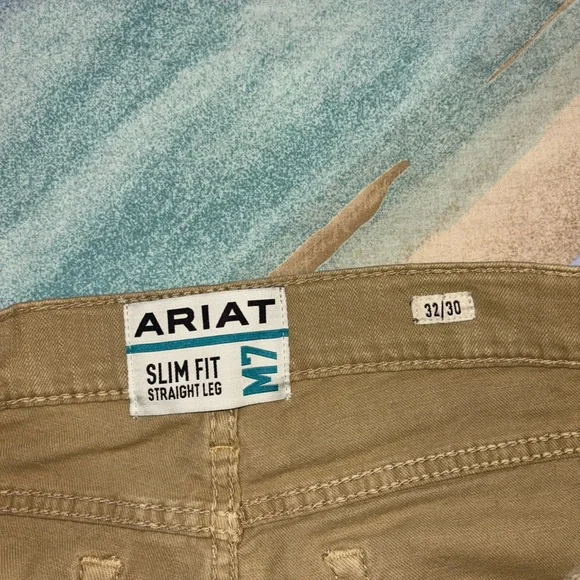 ARIAT
SLIM FIT
STRAIGHT LEG
M7
32/30